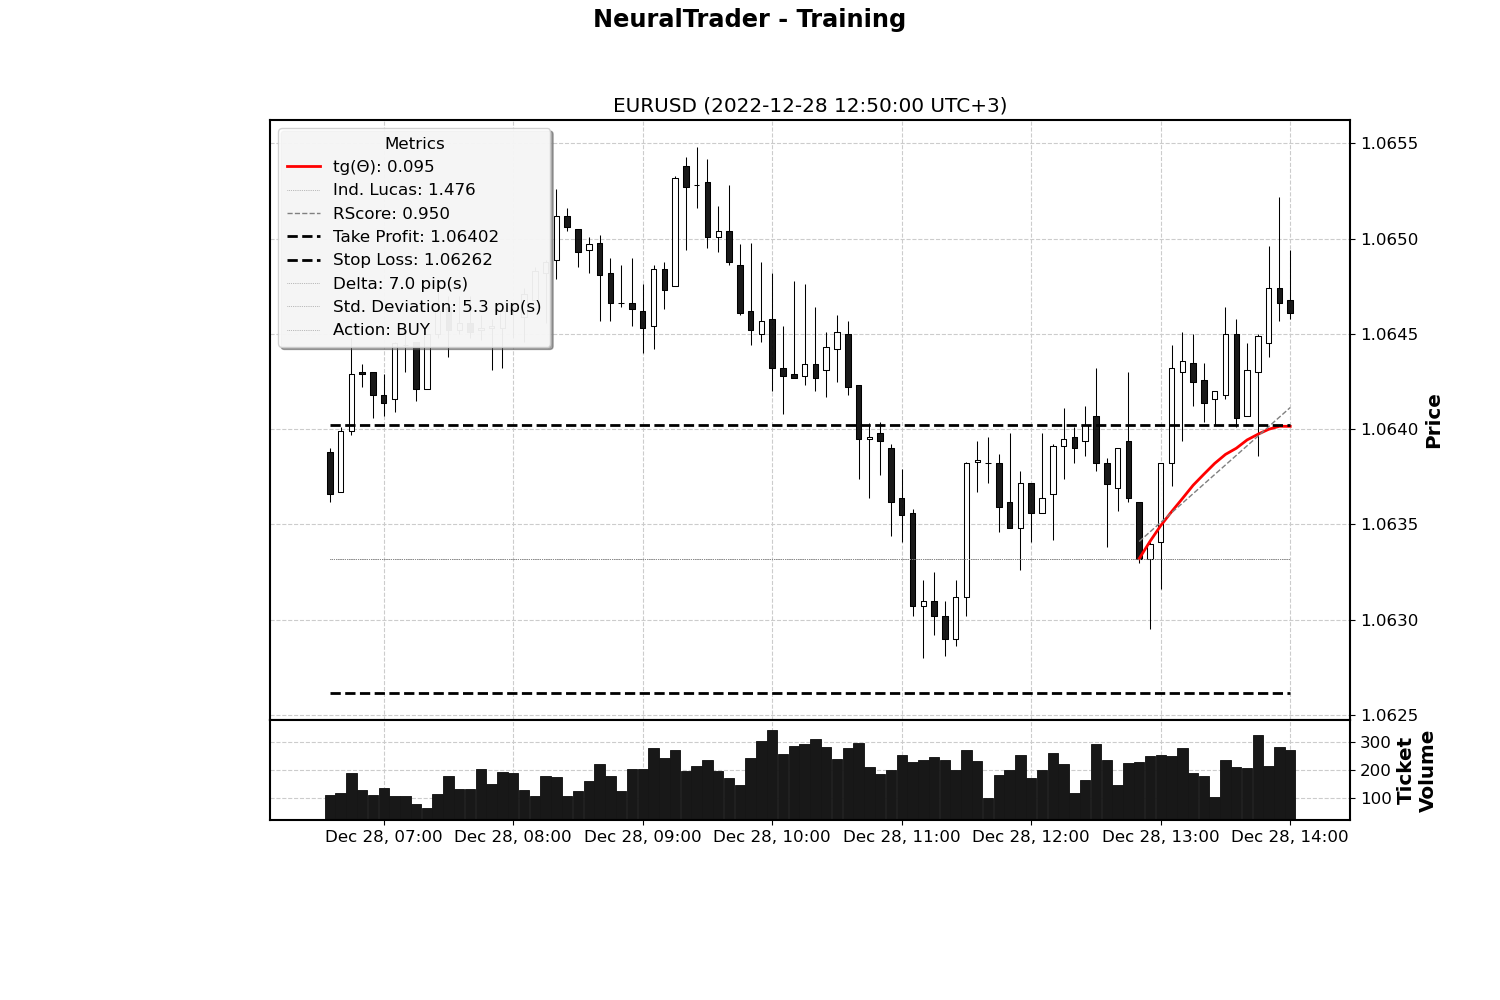 NeuralTrader - Training
EURUSD (2022-12-28 12:50:00 UTC+3)
Metrics
tg(Θ): 0.095
Ind. Lucas: 1.476
RScore: 0.950
Take Profit: 1.06402
Stop Loss: 1.06262
Delta: 7.0 pip(s)
Std. Deviation: 5.3 pip(s)
Action: BUY
1.0655
1.0650
1.0645
1.0640
1.0635
1.0630
1.0625
Price
300
200
100
Ticket
Volume
Dec 28, 07:00 Dec 28, 08:00 Dec 28, 09:00 Dec 28, 10:00 Dec 28, 11:00 Dec 28, 12:00 Dec 28, 13:00 Dec 28, 14:00